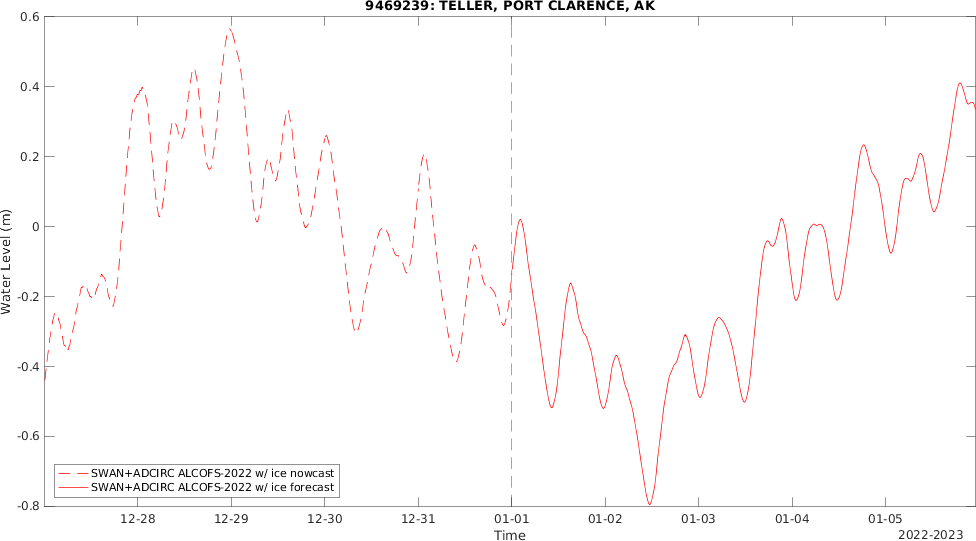 9469239: TELLER, PORT CLARENCE, AK
0.6
0.4
0.2
0
-0.2
-0.4
-0.6
-0.8
Water Level (m)
SWAN+ADCIRC ALCOFS-2022 w/ ice nowcast
SWAN+ADCIRC ALCOFS-2022 w/ ice forecast
12-28 12-29 12-30 12-31 01-01 01-02 01-03 01-04 01-05
Time
2022-2023